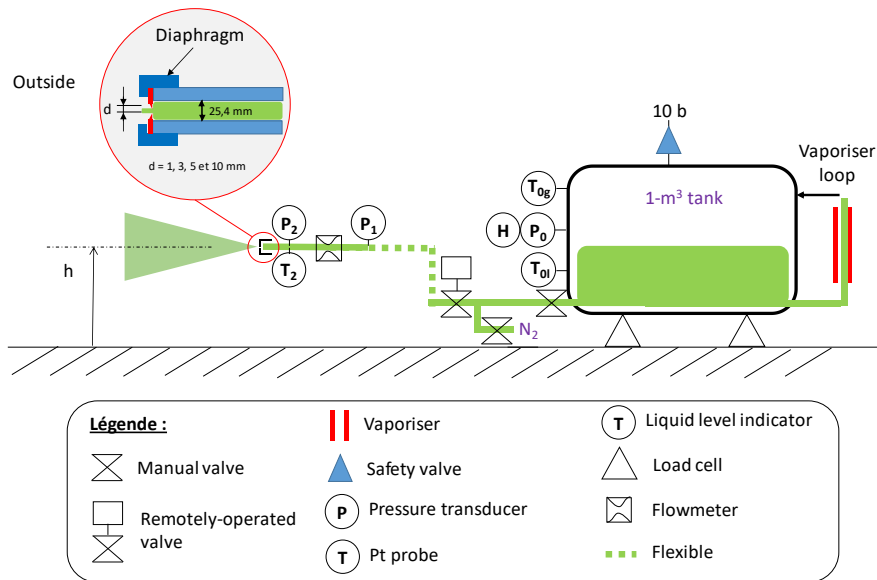 Diaphragm
Outside
d
25,4 mm
d = 1, 3, 5 et 10 mm
10 b
Vaporiser
loop
T0g
1-m³ tank
P2
P1
H
P0
T2
T0l
h
N2
Légende :
Manual valve
Remotely-operated
valve
Vaporiser
Safety valve
P
Pressure transducer
T
Pt probe
T
Liquid level indicator
Load cell
Flowmeter
Flexible